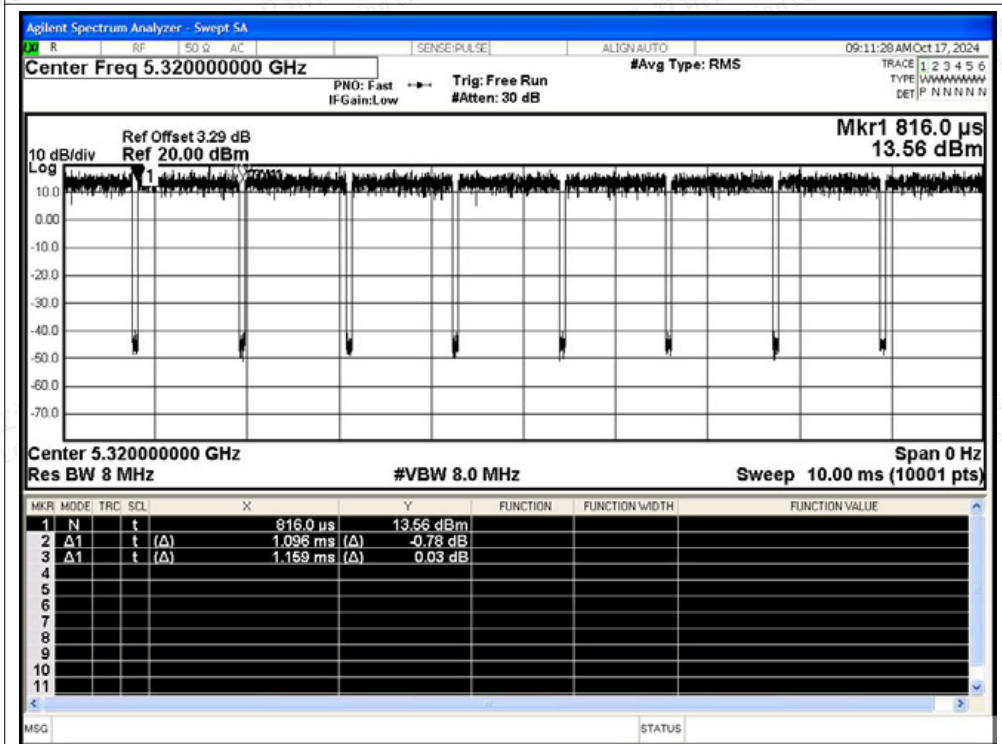 Agilent Spectrum Analyzer - Swept SA
LXI R RF 50 Ω AC SENSE:PULSE ALIGN AUTO 09:11:28 AM Oct 17, 2024
Center Freq 5.320000000 GHz #Avg Type: RMS TRACE 1 2 3 4 5 6
PNO: Fast Trig: Free Run TYPE WWWWWW
IFGain:Low #Atten: 30 dB DET P N N N N N
Mkr1 816.0 µs
Ref Offset 3.29 dB
10 dB/div Ref 20.00 dBm 13.56 dBm
Log
1
10.0
0.00
-10.0
-20.0
-30.0
-40.0
-50.0
-60.0
-70.0
Center 5.320000000 GHz Span 0 Hz
Res BW 8 MHz #VBW 8.0 MHz Sweep 10.00 ms (10001 pts)
MKR MODE TRC SCL X Y FUNCTION FUNCTION WIDTH FUNCTION VALUE
1 N t 816.0 µs 13.56 dBm
2 Δ1 t (Δ) 1.096 ms (Δ) -0.78 dB
3 Δ1 t (Δ) 1.159 ms (Δ) 0.03 dB
4
5
6
7
8
9
10
11
MSG STATUS